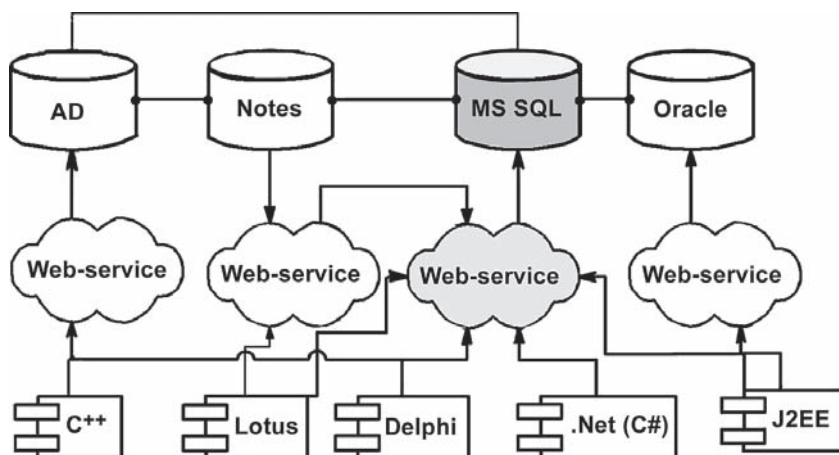 AD
Notes
MS SQL
Oracle
Web-service
Web-service
Web-service
Web-service
C++
Lotus
Delphi
.Net (C#)
J2EE